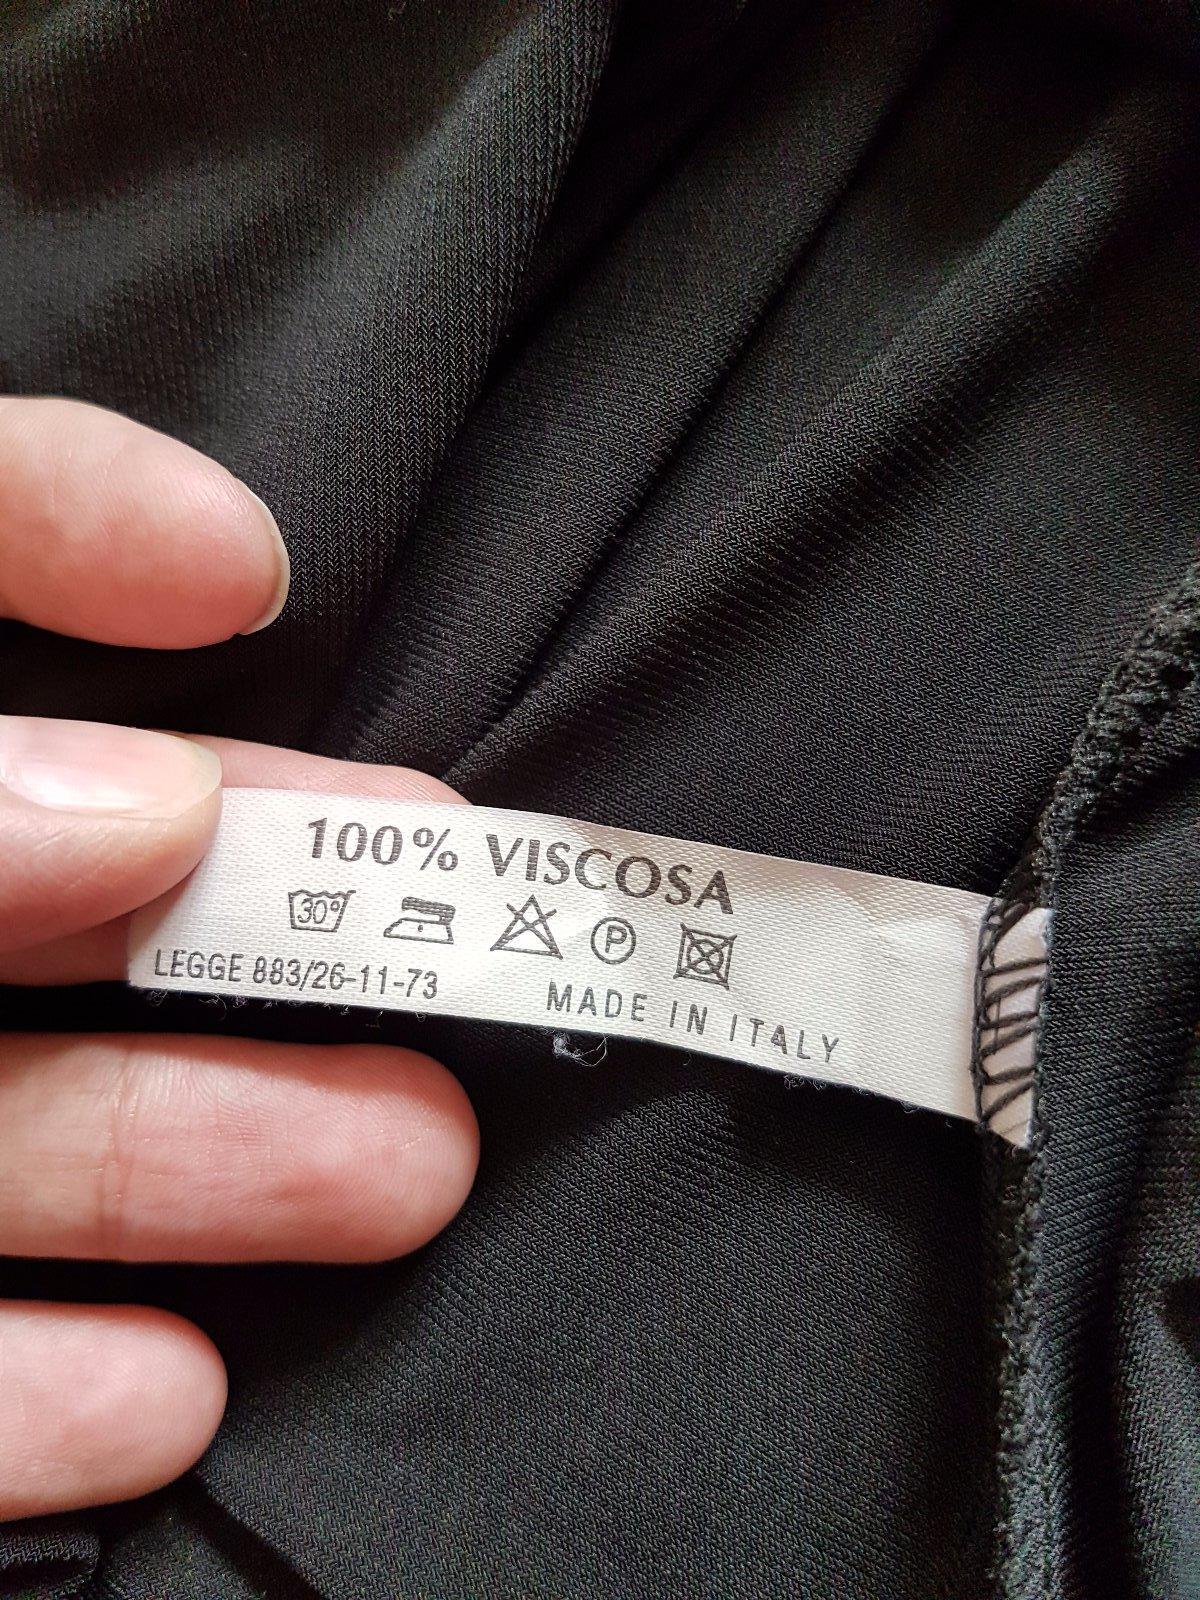 100% VISCOSA
30° P
LEGGE 883/26-11-73
MADE IN ITALY